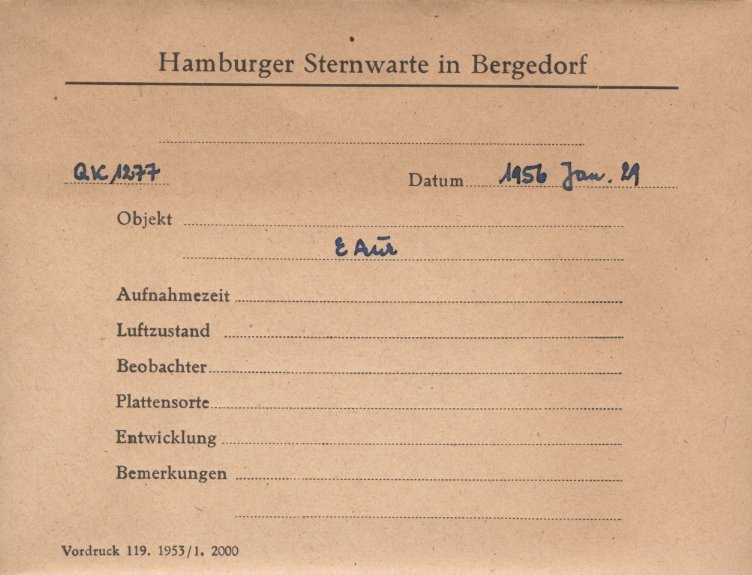 Hamburger Sternwarte in Bergedorf
QK 1277 Datum 1956 Jan. 29
Objekt
ε Aur
Aufnahmezeit
Luftzustand
Beobachter
Plattensorte
Entwicklung
Bemerkungen
Vordruck 119. 1953/1. 2000